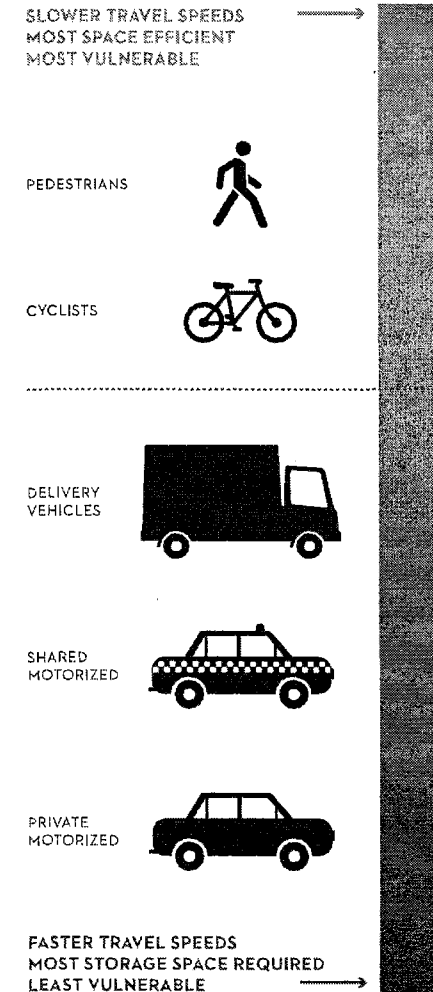 SLOWER TRAVEL SPEEDS
MOST SPACE EFFICIENT
MOST VULNERABLE
PEDESTRIANS
CYCLISTS
DELIVERY
VEHICLES
SHARED
MOTORIZED
PRIVATE
MOTORIZED
FASTER TRAVEL SPEEDS
MOST STORAGE SPACE REQUIRED
LEAST VULNERABLE